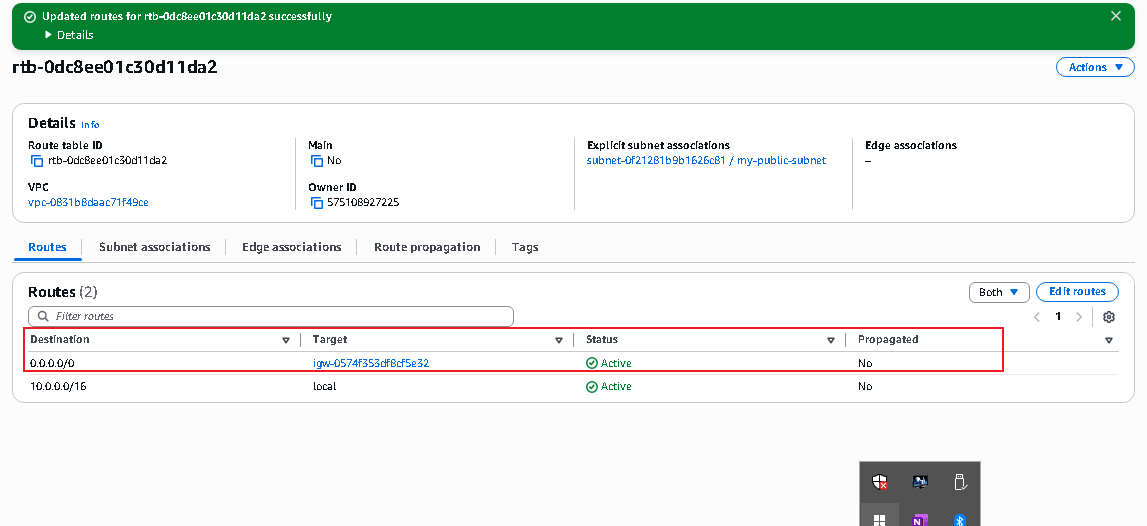 Updated routes for rtb-0dc8ee01c30d11da2 successfully
Details
rtb-0dc8ee01c30d11da2
Actions
Details Info
Route table ID
rtb-0dc8ee01c30d11da2
Main
No
Explicit subnet associations
subnet-0f21281b9b1626c81 / my-public-subnet
Edge associations
–
VPC
vpc-0831b8daac71f49ce
Owner ID
575108927225
Routes
Subnet associations
Edge associations
Route propagation
Tags
Routes (2)
Both
Edit routes
Filter routes
1
Destination Target Status Propagated
0.0.0.0/0 igw-0574f353df8cf5e32 Active No
10.0.0.0/16 local Active No